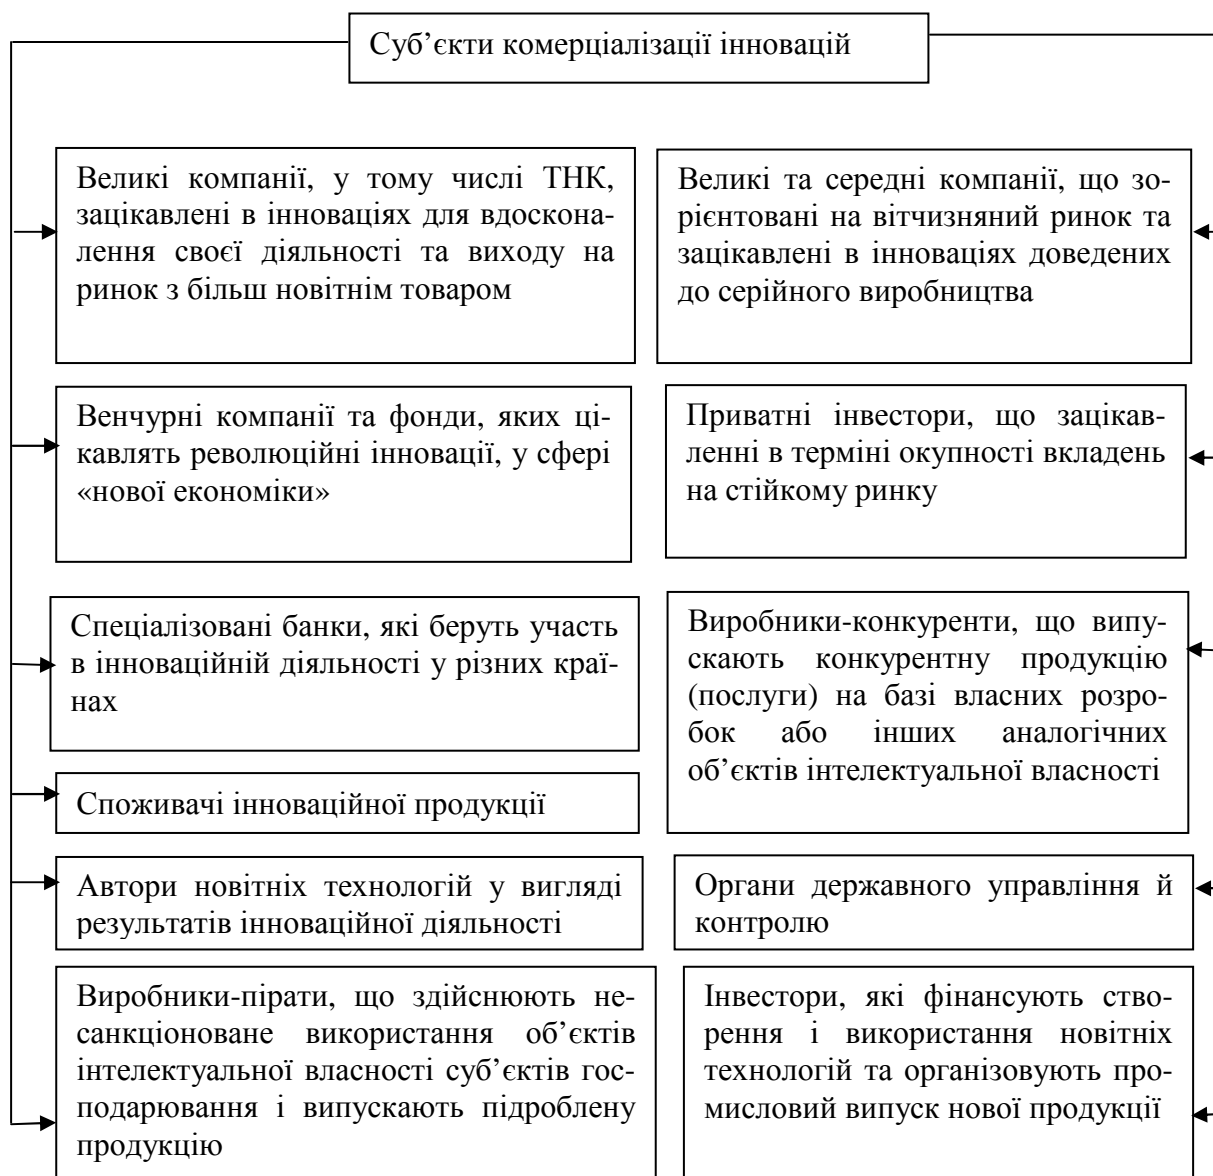 Суб’єкти комерціалізації інновацій
Великі компанії, у тому числі ТНК,
зацікавлені в інноваціях для вдоскона-
лення своєї діяльності та виходу на
ринок з більш новітнім товаром
Великі та середні компанії, що зо-
рієнтовані на вітчизняний ринок та
зацікавлені в інноваціях доведених
до серійного виробництва
Венчурні компанії та фонди, яких ці-
кавлять революційні інновації, у сфері
«нової економіки»
Приватні інвестори, що зацікав-
ленні в терміні окупності вкладень
на стійкому ринку
Спеціалізовані банки, які беруть участь
в інноваційній діяльності у різних краї-
нах
Виробники-конкуренти, що випу-
скають конкурентну продукцію
(послуги) на базі власних розро-
бок або інших аналогічних
об’єктів інтелектуальної власності
Споживачі інноваційної продукції
Автори новітніх технологій у вигляді
результатів інноваційної діяльності
Органи державного управління й
контролю
Виробники-пірати, що здійснюють не-
санкціоноване використання об’єктів
інтелектуальної власності суб’єктів гос-
подарювання і випускають підроблену
продукцію
Інвестори, які фінансують ство-
рення і використання новітніх
технологій та організовують про-
мисловий випуск нової продукції